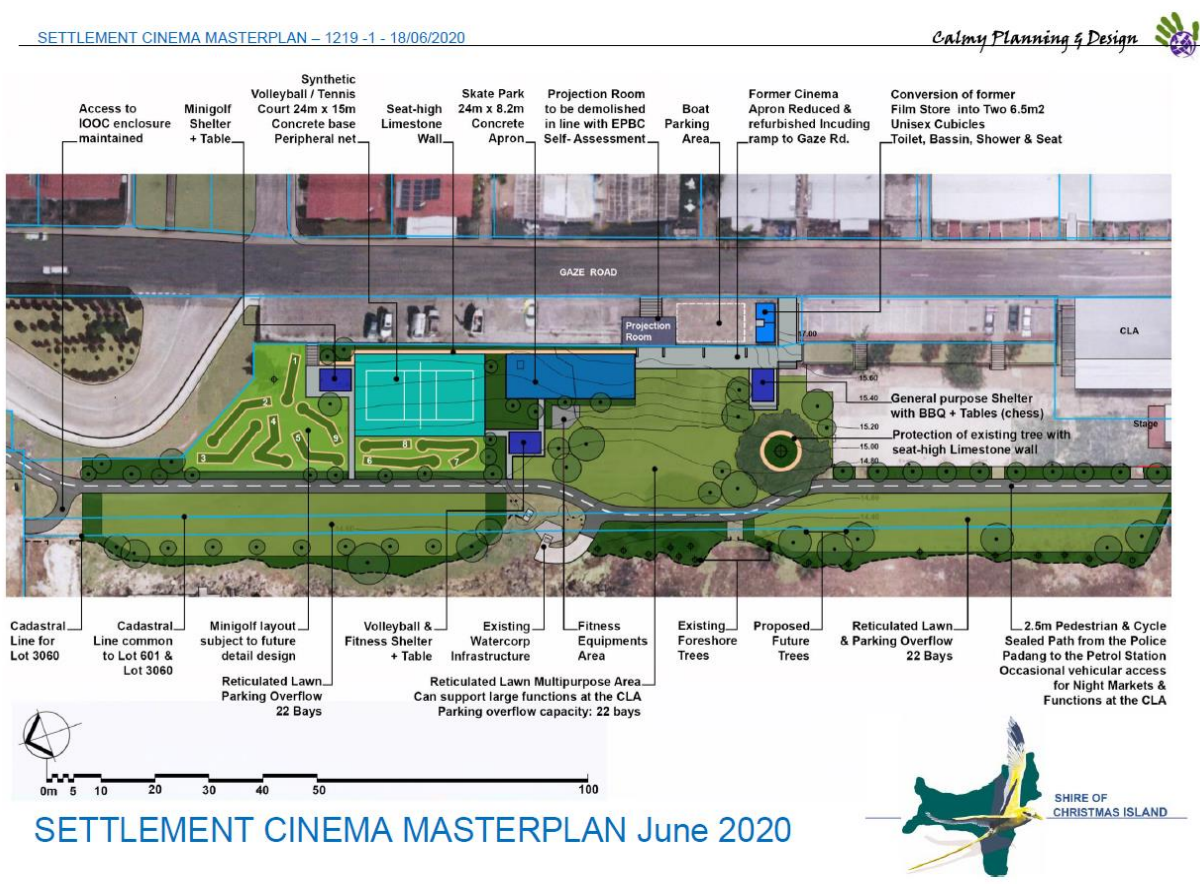 SETTLEMENT CINEMA MASTERPLAN – 1219 -1 - 18/06/2020
Calmy Planning & Design
Access to
IOOC enclosure
maintained
Minigolf
Shelter
+ Table
Synthetic
Volleyball / Tennis
Court 24m x 15m
Concrete base
Peripheral net
Seat-high
Limestone
Wall
Skate Park
24m x 8.2m
Concrete
Apron
Projection Room
to be demolished
in line with EPBC
Self- Assessment
Boat
Parking
Area
Former Cinema
Apron Reduced &
refurbished Incuding
ramp to Gaze Rd.
Conversion of former
Film Store into Two 6.5m2
Unisex Cubicles
Toilet, Bassin, Shower & Seat
GAZE ROAD
Projection
Room
17.00
CLA
Stage
15.60
15.40
15.20
15.00
14.80
General purpose Shelter
with BBQ + Tables (chess)
Protection of existing tree with
seat-high Limestone wall
1
2
3
4
5
9
8
6
7
Cadastral
Line for
Lot 3060
Cadastral
Line common
to Lot 601 &
Lot 3060
Minigolf layout
subject to future
detail design
Reticulated Lawn
Parking Overflow
22 Bays
Volleyball &
Fitness Shelter
+ Table
Existing
Watercorp
Infrastructure
Fitness
Equipments
Area
Reticulated Lawn Multipurpose Area
Can support large functions at the CLA
Parking overflow capacity: 22 bays
Existing
Foreshore
Trees
Proposed
Future
Trees
Reticulated Lawn
& Parking Overflow
22 Bays
2.5m Pedestrian & Cycle
Sealed Path from the Police
Padang to the Petrol Station
Occasional vehicular access
for Night Markets &
Functions at the CLA
0m 5 10 20 30 40 50 100
SETTLEMENT CINEMA MASTERPLAN June 2020
SHIRE OF
CHRISTMAS ISLAND